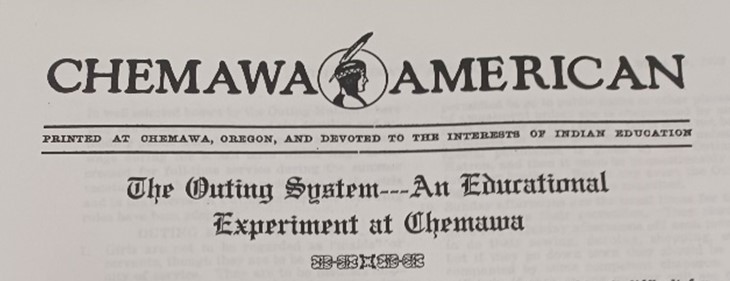 CHEMAWA AMERICAN
PRINTED AT CHEMAWA, OREGON, AND DEVOTED TO THE INTERESTS OF INDIAN EDUCATION
The Outing System---An Educational
Experiment at Chemawa